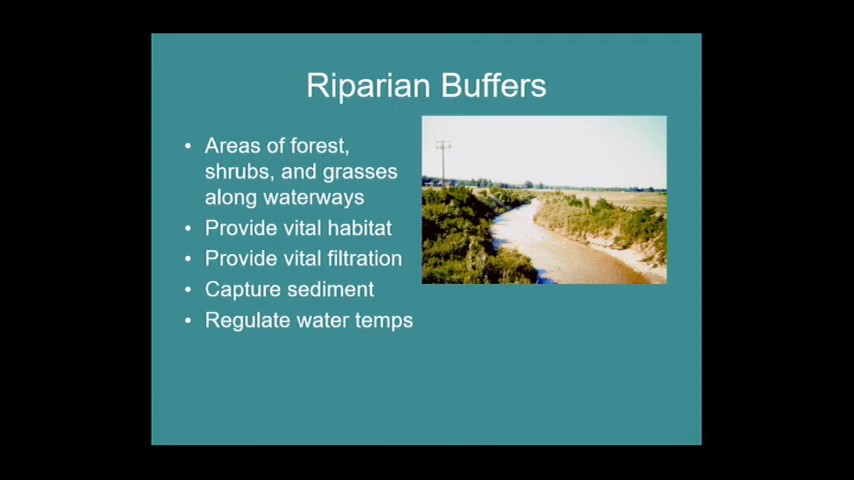 Riparian Buffers
• Areas of forest,
shrubs, and grasses
along waterways
• Provide vital habitat
• Provide vital filtration
• Capture sediment
• Regulate water temps